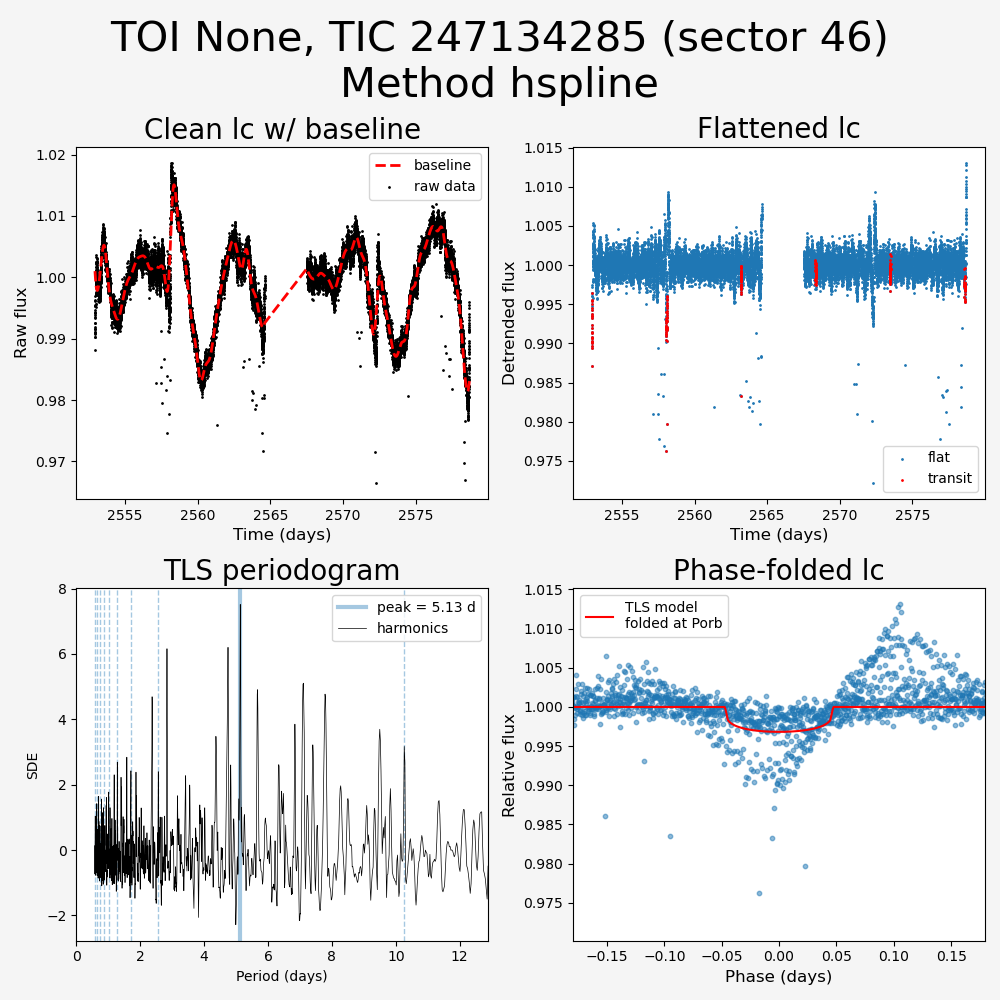 TOI None, TIC 247134285 (sector 46)
Method hspline
Clean lc w/ baseline
Flattened lc
1.02
1.01
1.00
0.99
0.98
0.97
Raw flux
baseline
raw data
2555
2560
2565
2570
2575
Time (days)
1.015
1.010
1.005
1.000
0.995
0.990
0.985
0.980
0.975
Detrended flux
flat
transit
2555
2560
2565
2570
2575
Time (days)
TLS periodogram
Phase-folded lc
8
6
4
2
0
−2
SDE
peak = 5.13 d
harmonics
0
2
4
6
8
10
12
Period (days)
1.015
1.010
1.005
1.000
0.995
0.990
0.985
0.980
0.975
Relative flux
TLS model
folded at Porb
−0.15
−0.10
−0.05
0.00
0.05
0.10
0.15
Phase (days)